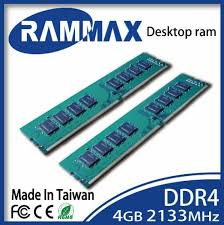 RAMMAX
Desktop ram
Made In Taiwan
DDR4
4GB 2133MHz